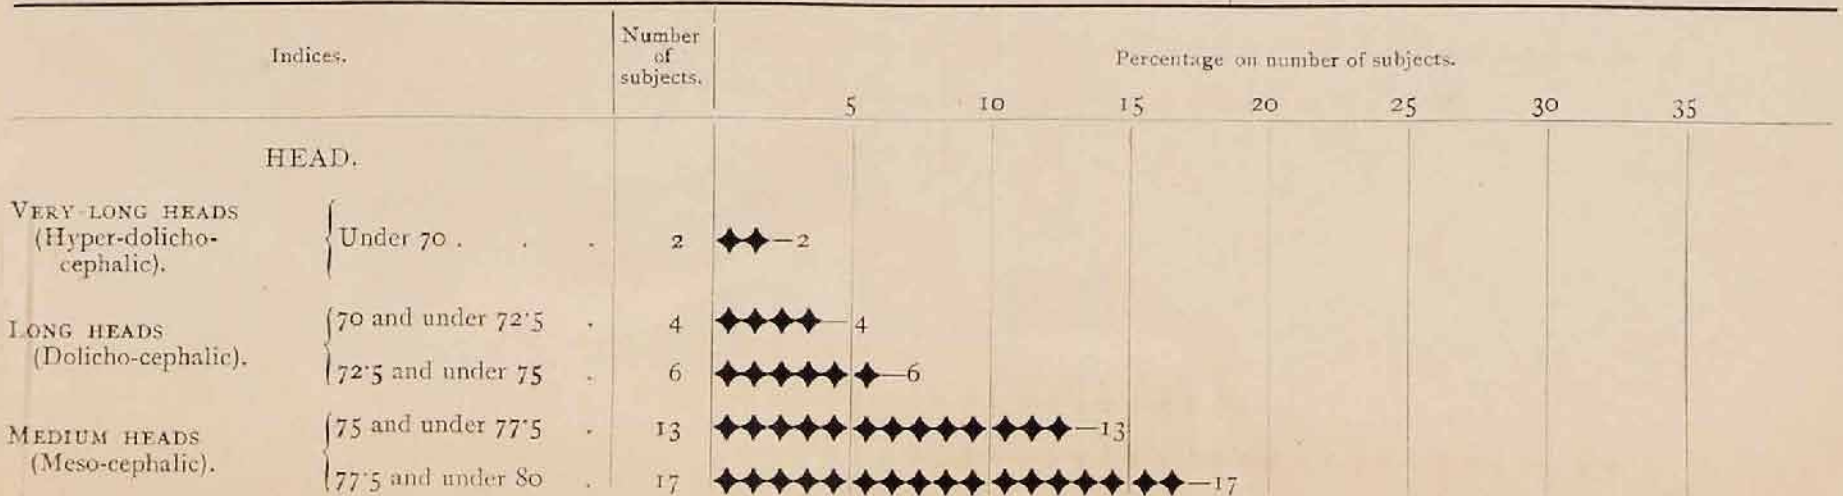 Indices.
Number
of
subjects.
Percentage on number of subjects.
5 10 15 20 25 30 35
HEAD.
VERY LONG HEADS
(Hyper-dolicho-
cephalic).
Under 70 . . . 2 —2
LONG HEADS
(Dolicho-cephalic).
70 and under 72·5 . 4 —4
72·5 and under 75 . 6 —6
MEDIUM HEADS
(Meso-cephalic).
75 and under 77·5 . 13 —13
77·5 and under 80 . 17 —17